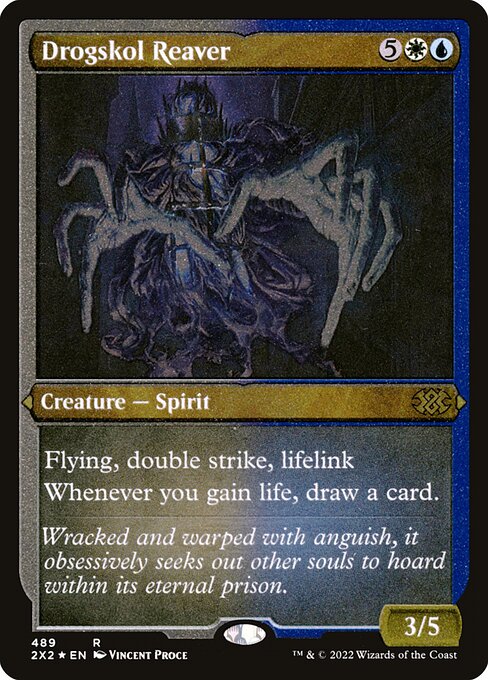 Drogskol Reaver 5
Creature — Spirit
Flying, double strike, lifelink
Whenever you gain life, draw a card.
Wracked and warped with anguish, it
obsessively seeks out other souls to hoard
within its eternal prison.
3/5
489 R
2X2 ★ EN Vincent Proce
™ & © 2022 Wizards of the Coast